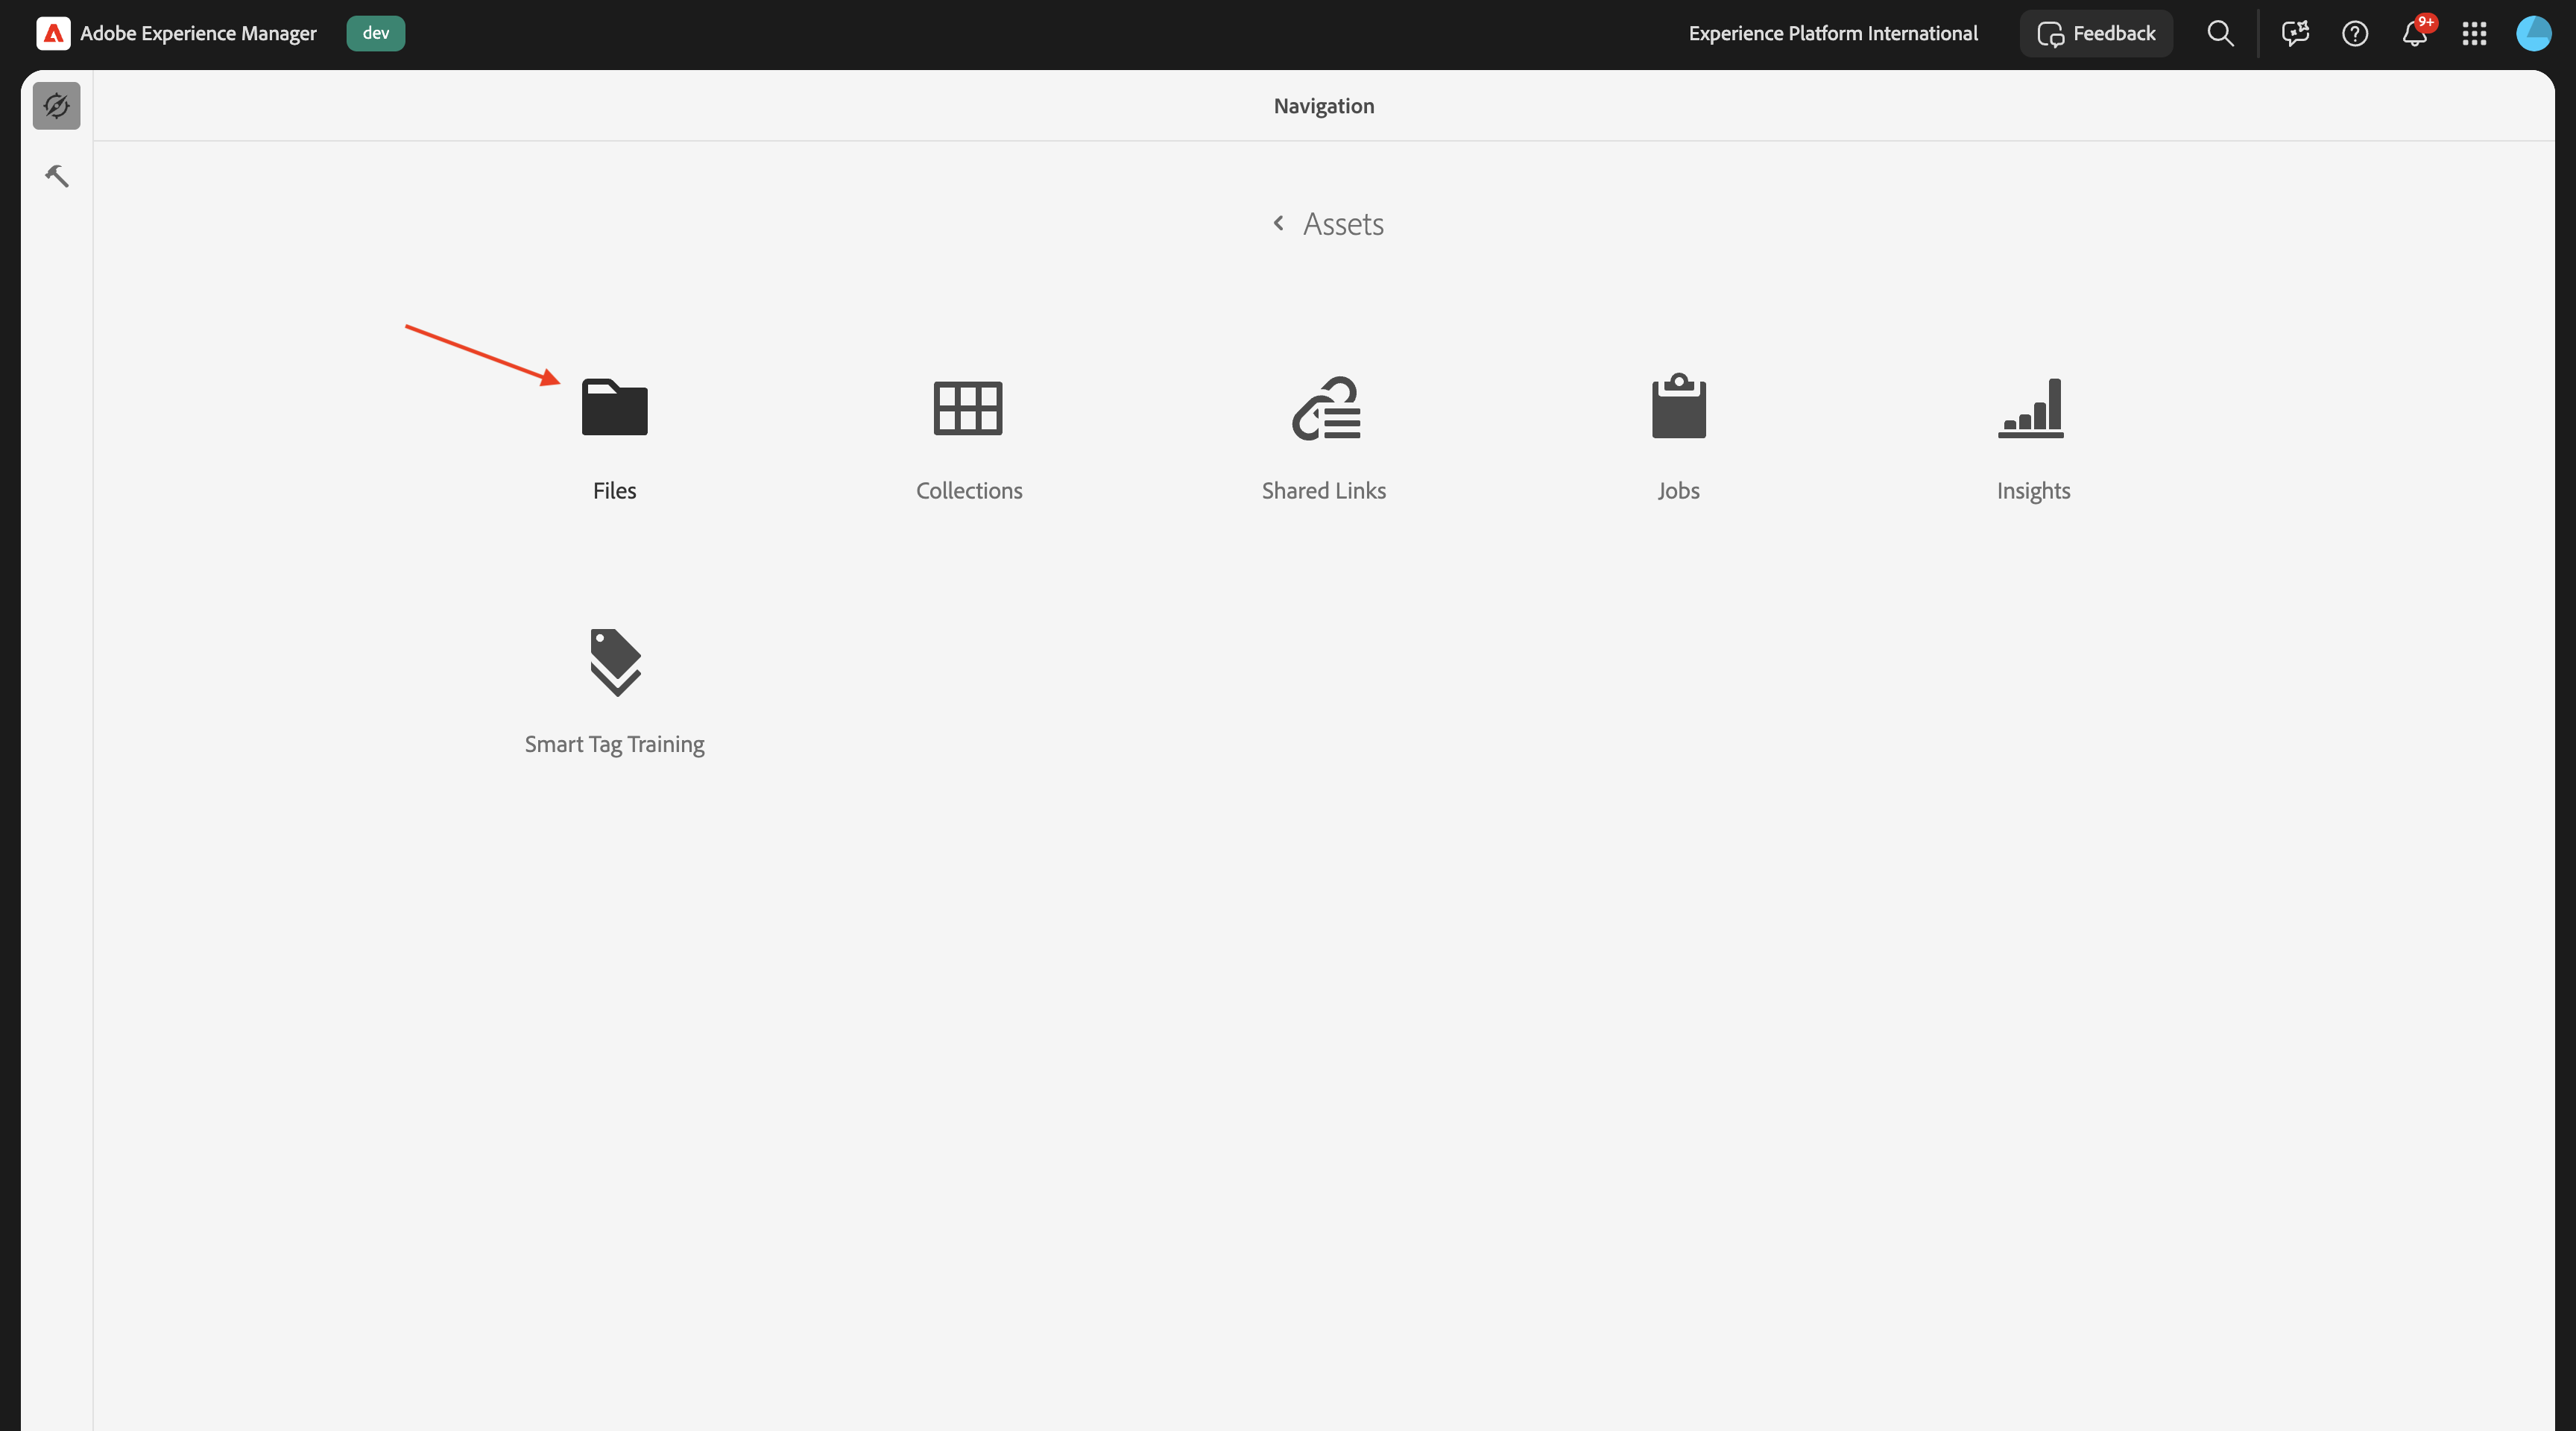 Adobe Experience Manager
dev
Experience Platform International
Feedback
9+
Navigation
Assets
Files
Collections
Shared Links
Jobs
Insights
Smart Tag Training